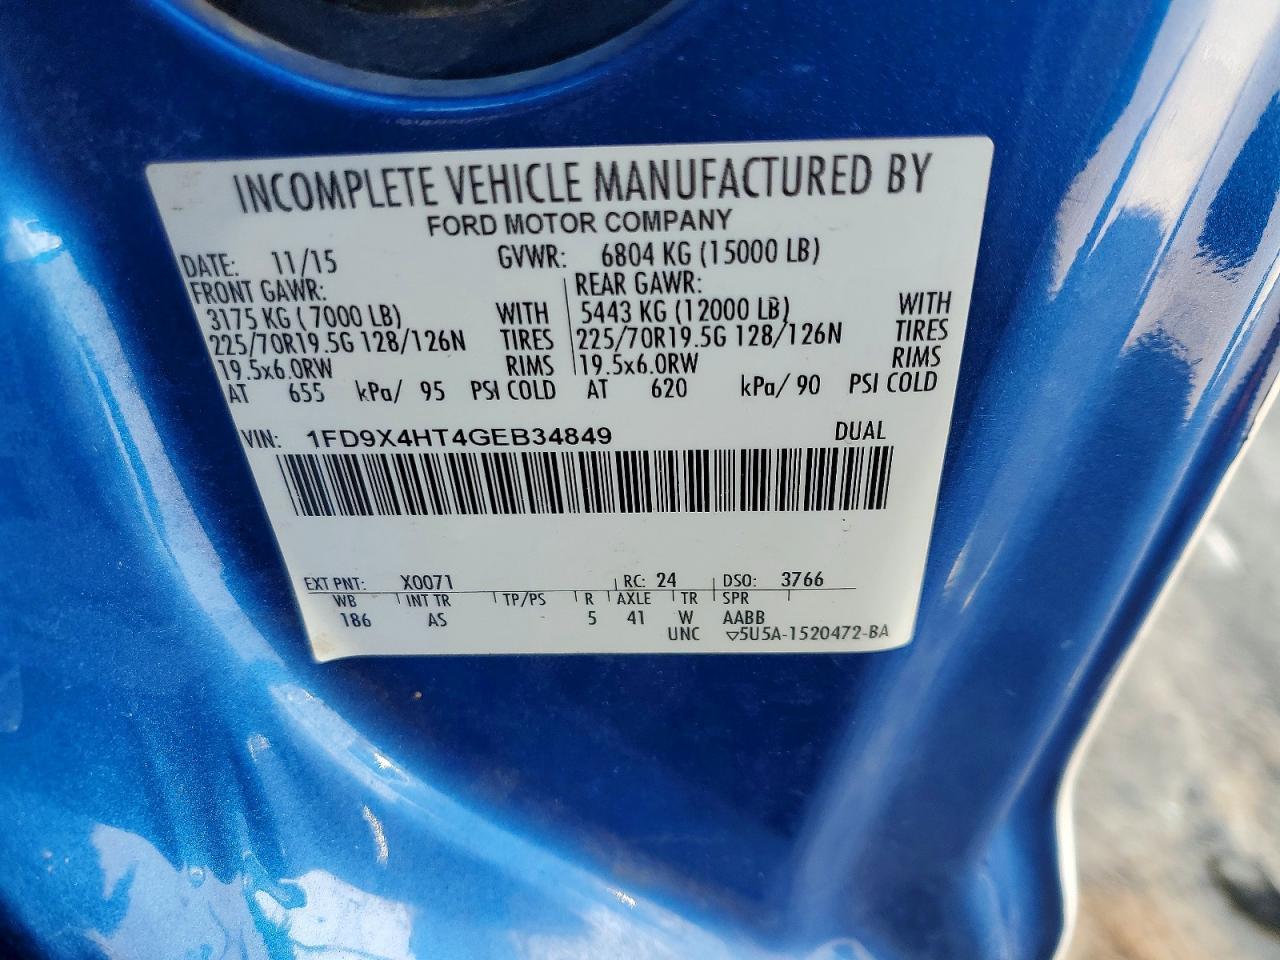 INCOMPLETE VEHICLE MANUFACTURED BY
FORD MOTOR COMPANY
DATE: 11/15 GVWR: 6804 KG (15000 LB)
FRONT GAWR: REAR GAWR:
3175 KG (7000 LB) WITH 5443 KG (12000 LB) WITH
225/70R19.5G 128/126N TIRES 225/70R19.5G 128/126N TIRES
19.5x6.0RW RIMS 19.5x6.0RW RIMS
AT 655 kPa/ 95 PSI COLD AT 620 kPa/ 90 PSI COLD
VIN: 1FD9X4HT4GEB34849 DUAL
EXT PNT: X0071 RC: 24 DSO: 3766
WB INT TR TP/PS R AXLE TR SPR
186 AS 5 41 W AABB
UNC ▽5U5A-1520472-BA